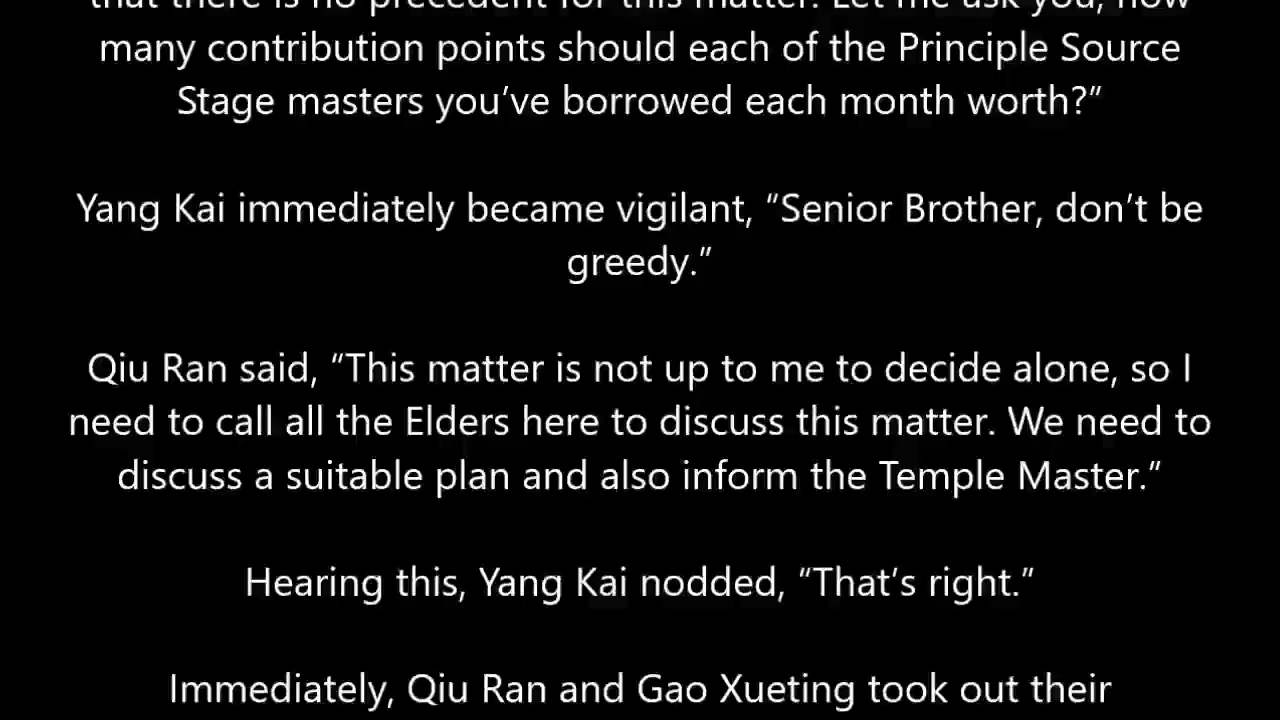 that there is no precedent for this matter. Let me ask you, how
many contribution points should each of the Principle Source
Stage masters you’ve borrowed each month worth?”
Yang Kai immediately became vigilant, “Senior Brother, don’t be
greedy.”
Qiu Ran said, “This matter is not up to me to decide alone, so I
need to call all the Elders here to discuss this matter. We need to
discuss a suitable plan and also inform the Temple Master.”
Hearing this, Yang Kai nodded, “That’s right.”
Immediately, Qiu Ran and Gao Xueting took out their